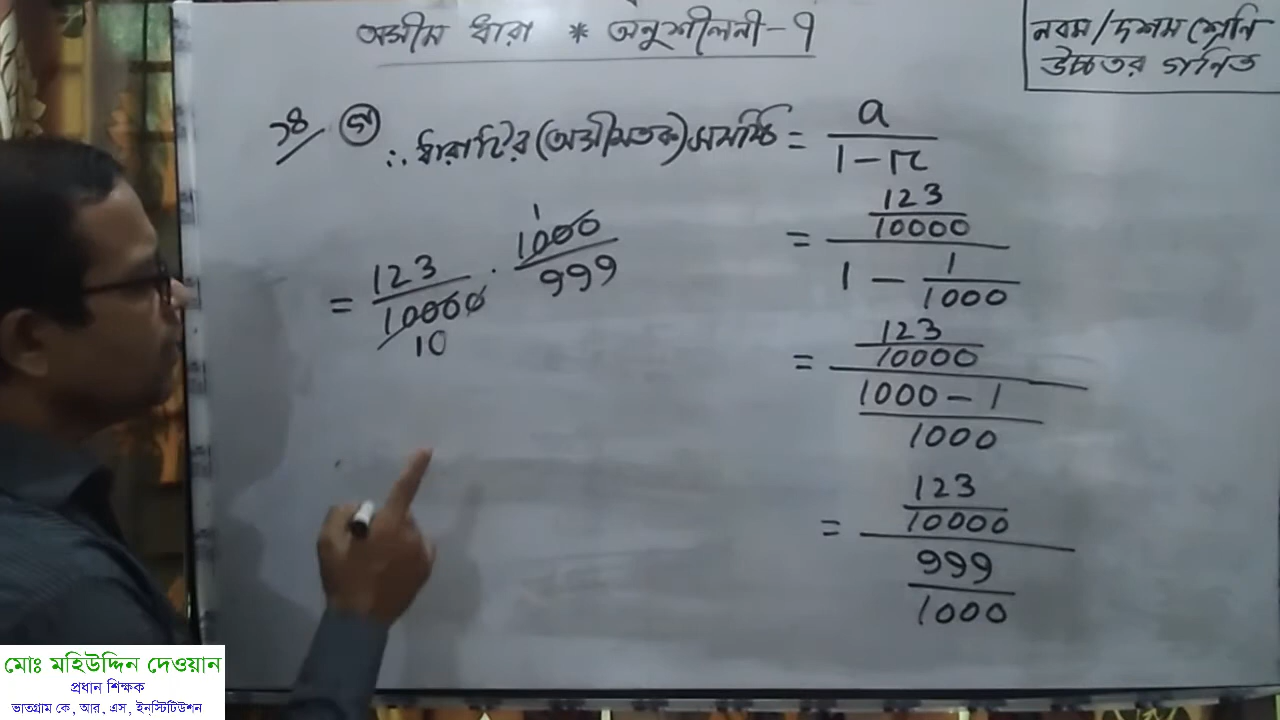 অসীম ধারা * অনুশীলনী-৭
নবম/দশম শ্রেণি
উচ্চতর গণিত
১৪/ গ ∴ ধারাটির (অসীমতক) সমষ্টি = a / 1-r
= 123/10000 / 1 - 1/1000
= 123/10000 / 1000-1/1000
= 123/10000 / 999/1000
= 123/10000 · 1000/999
1
10
মোঃ মহিউদ্দিন দেওয়ান
প্রধান শিক্ষক
ভাতগ্রাম কে, আর, এস, ইনস্টিটিউশন